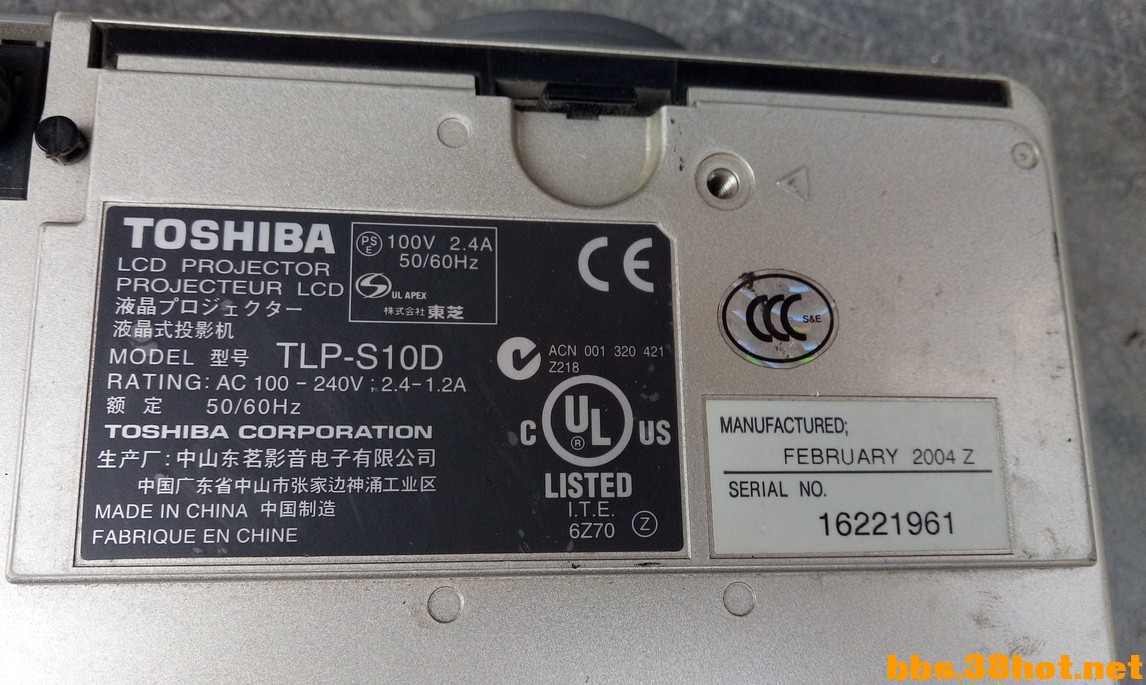 TOSHIBA
LCD PROJECTOR
PROJECTEUR LCD
液晶プロジェクター
液晶式投影机
PS E 100V 2.4A
50/60Hz
S UL APEX
株式会社 東芝
CE
MODEL 型号 TLP-S10D
RATING: AC 100 - 240V ; 2.4-1.2A
额 定 50/60Hz
TOSHIBA CORPORATION
生产厂: 中山东茗影音电子有限公司
中国广东省中山市张家边神涌工业区
MADE IN CHINA 中国制造
FABRIQUE EN CHINE
ACN 001 320 421
Z218
C UL ® US
LISTED
I.T.E.
6Z70 Z
CCC S&E
MANUFACTURED;
FEBRUARY 2004 Z
SERIAL NO.
16221961
bbs.38hot.net